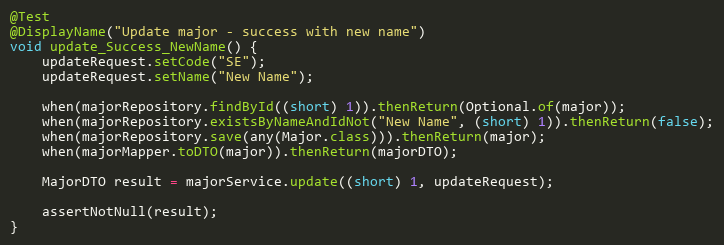 @Test
@DisplayName("Update major - success with new name")
void update_Success_NewName() {
    updateRequest.setCode("SE");
    updateRequest.setName("New Name");

    when(majorRepository.findById((short) 1)).thenReturn(Optional.of(major));
    when(majorRepository.existsByNameAndIdNot("New Name", (short) 1)).thenReturn(false);
    when(majorRepository.save(any(Major.class))).thenReturn(major);
    when(majorMapper.toDTO(major)).thenReturn(majorDTO);

    MajorDTO result = majorService.update((short) 1, updateRequest);

    assertNotNull(result);
}